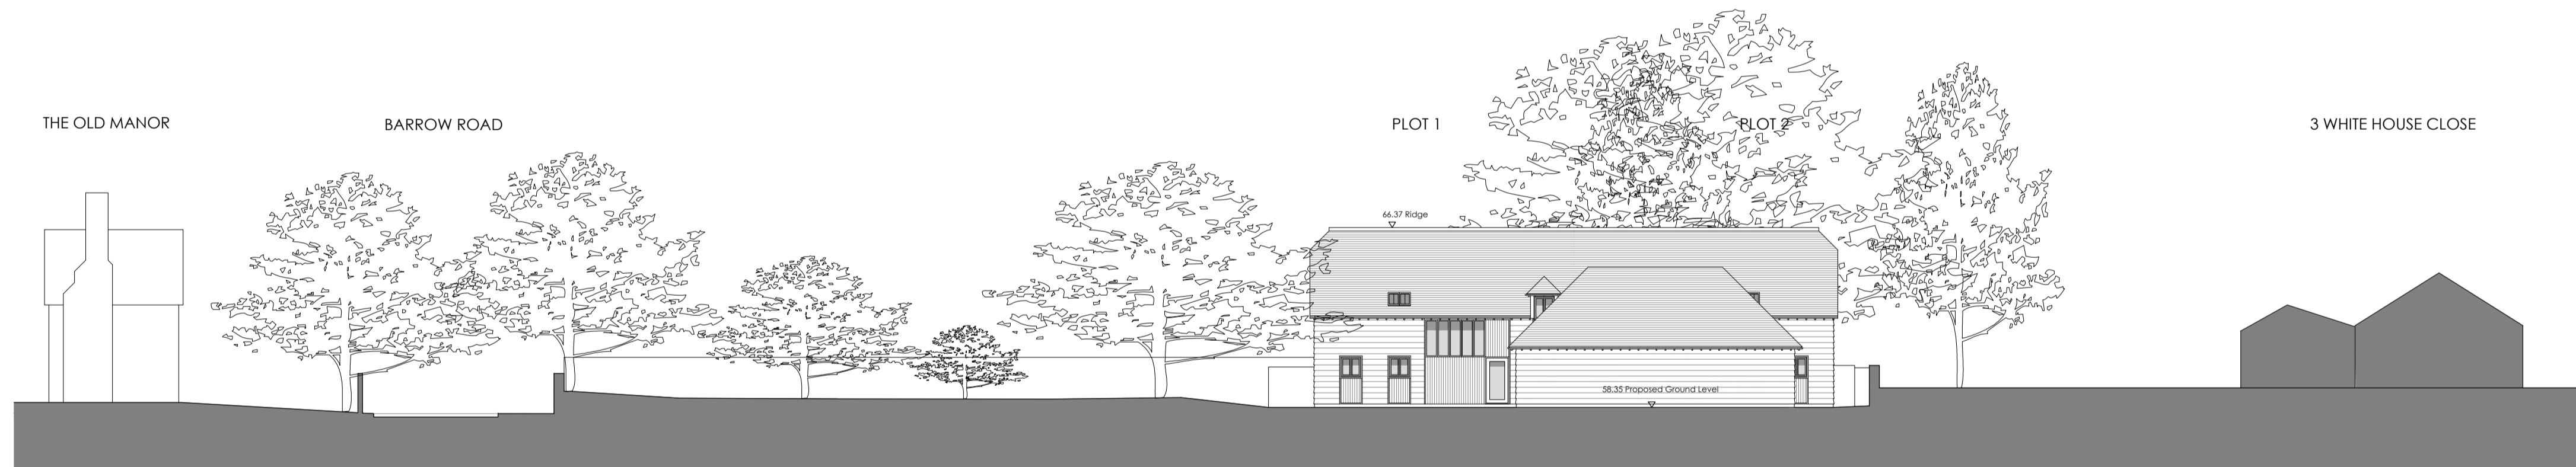 THE OLD MANOR
BARROW ROAD
PLOT 1
PLOT 2
3 WHITE HOUSE CLOSE
66.37 Ridge
58.35 Proposed Ground Level